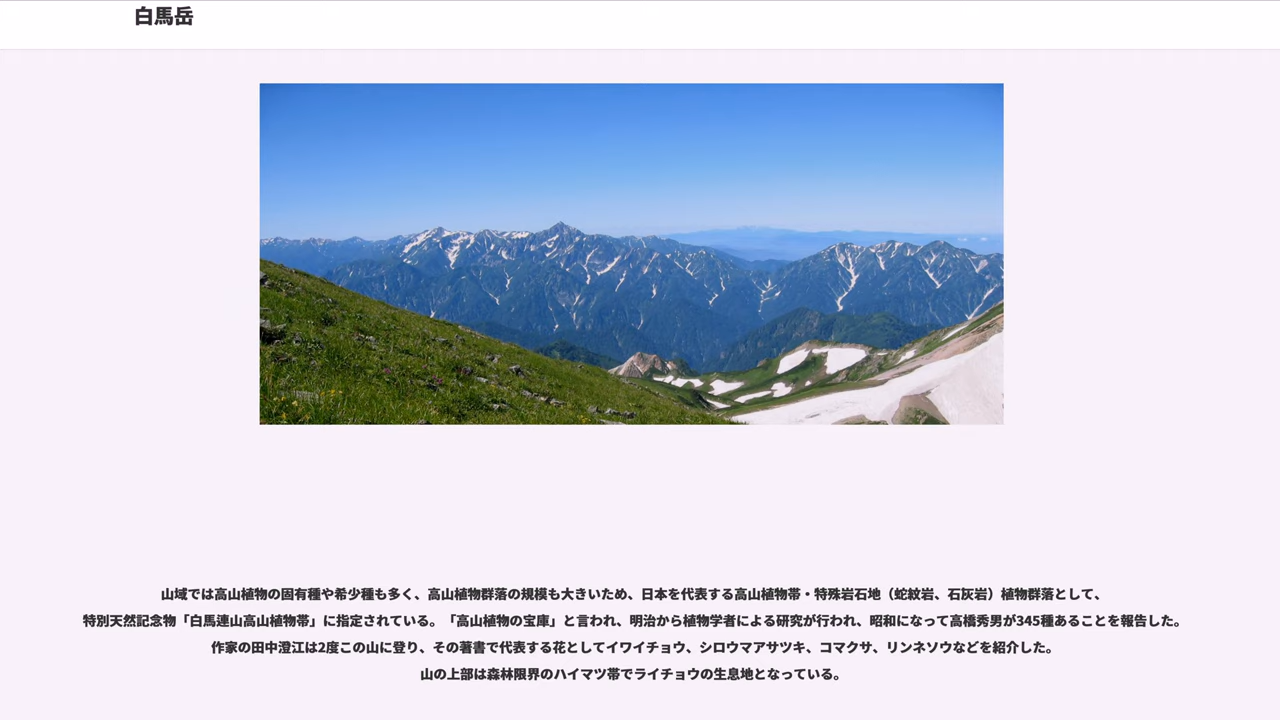 白馬岳
山域では高山植物の固有種や希少種も多く、高山植物群落の規模も大きいため、日本を代表する高山植物帯・特殊岩石地（蛇紋岩、石灰岩）植物群落として、
特別天然記念物「白馬連山高山植物帯」に指定されている。「高山植物の宝庫」と言われ、明治から植物学者による研究が行われ、昭和になって高橋秀男が345種あることを報告した。
作家の田中澄江は2度この山に登り、その著書で代表する花としてイワイチョウ、シロウマアサツキ、コマクサ、リンネソウなどを紹介した。
山の上部は森林限界のハイマツ帯でライチョウの生息地となっている。